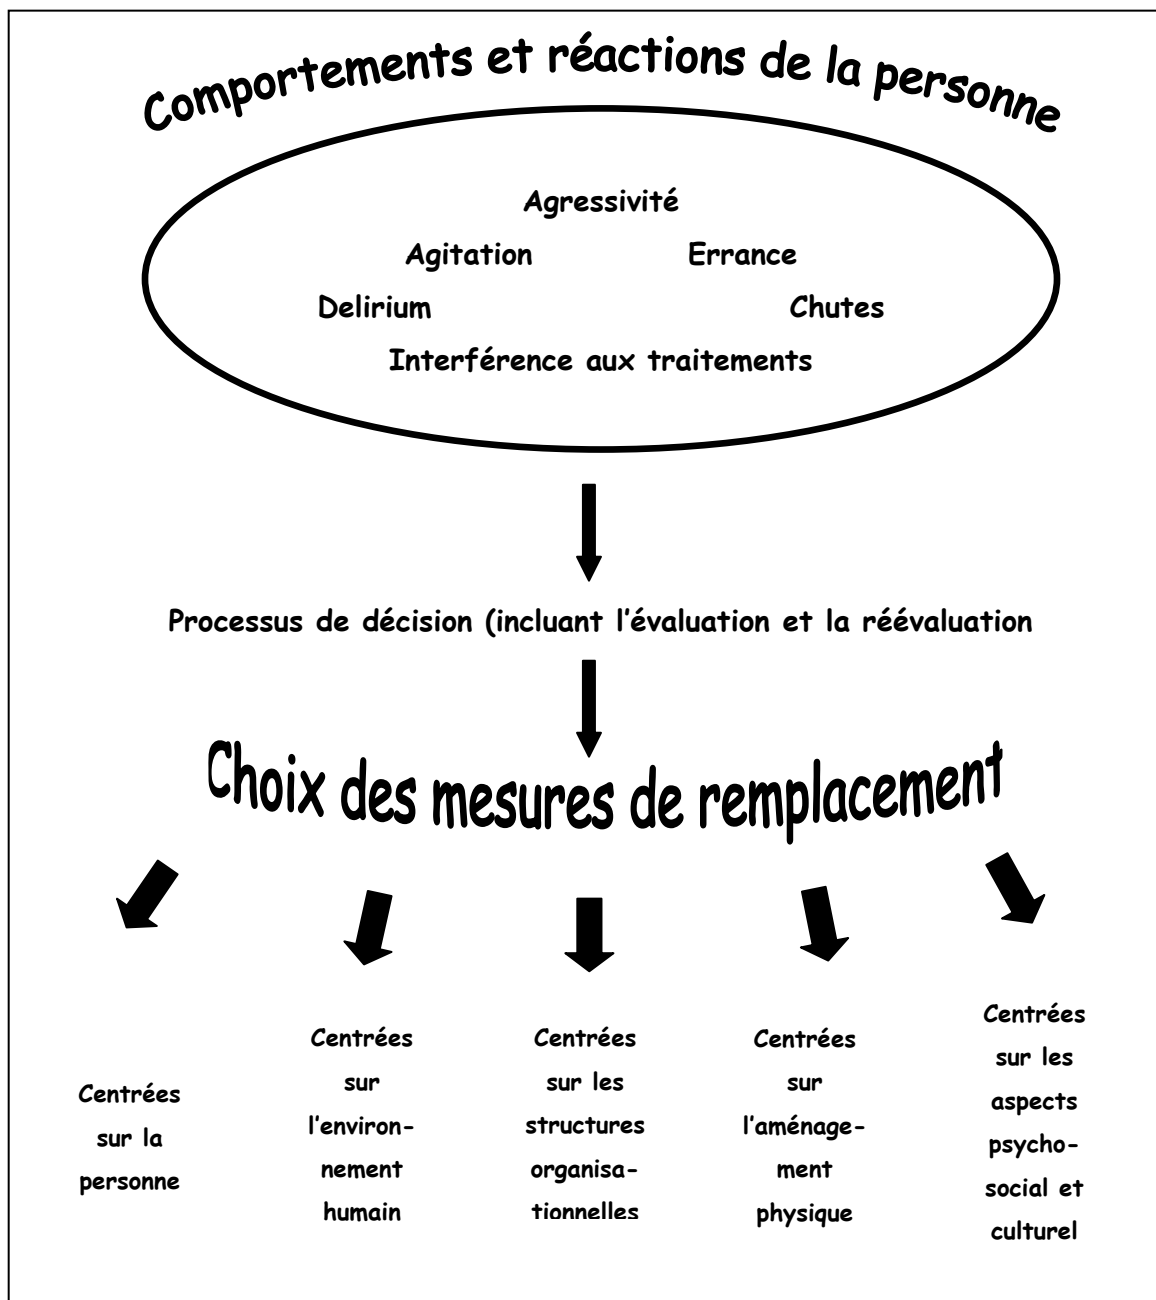 Comportements et réactions de la personne
Agressivité
Agitation Errance
Delirium Chutes
Interférence aux traitements
Processus de décision (incluant l'évaluation et la réévaluation
Choix des mesures de remplacement
Centrées
sur la
personne
Centrées
sur
l'environ-
nement
humain
Centrées
sur les
structures
organisa-
tionnelles
Centrées
sur
l'aménage-
ment
physique
Centrées
sur les
aspects
psycho-
social et
culturel